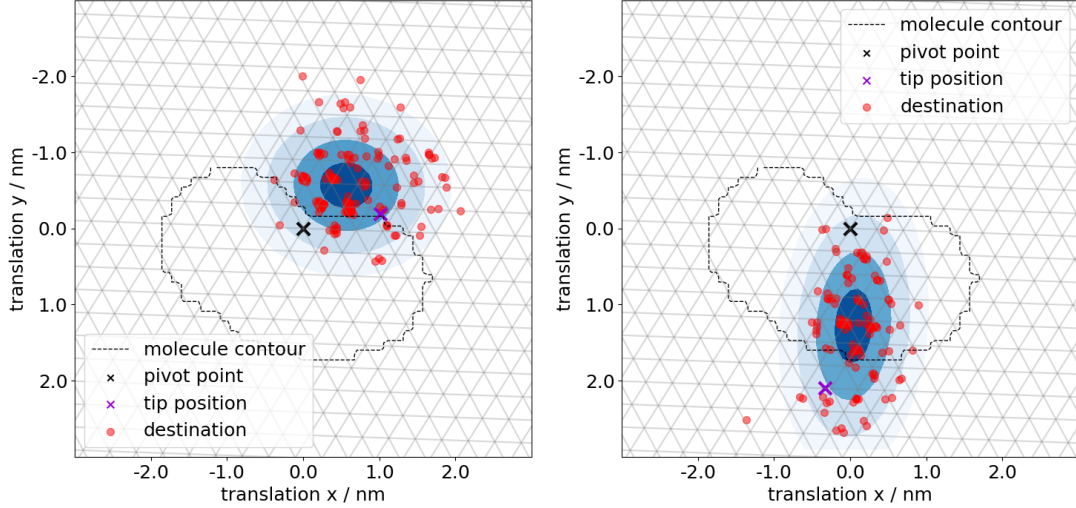 -2.0
-1.0
0.0
1.0
2.0
translation y / nm
molecule contour
pivot point
tip position
destination
-2.0 -1.0 0.0 1.0 2.0
translation x / nm
molecule contour
pivot point
tip position
destination
-2.0
-1.0
0.0
1.0
2.0
translation y / nm
-2.0 -1.0 0.0 1.0 2.0
translation x / nm